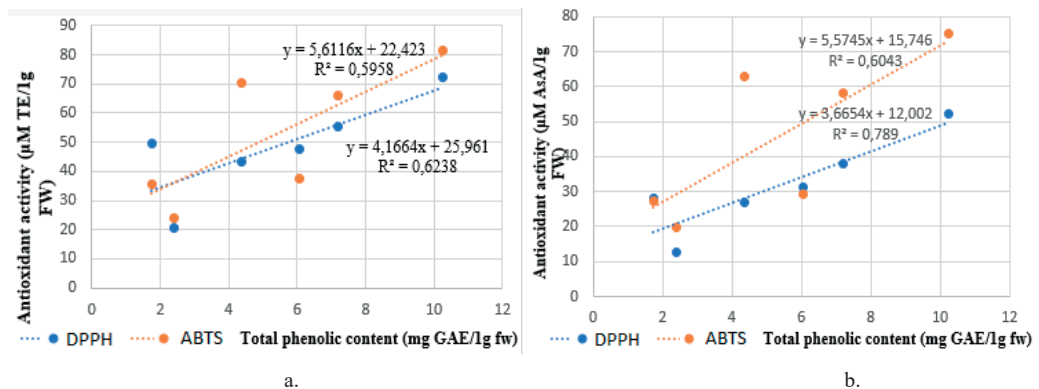 90
80
70
60
50
40
30
20
10
0
0 2 4 6 8 10 12
Antioxidant activity (µM TE/1g
FW)
y = 5,6116x + 22,423
R² = 0,5958
y = 4,1664x + 25,961
R² = 0,6238
DPPH ABTS Total phenolic content (mg GAE/1g fw)
a.
80
70
60
50
40
30
20
10
0
0 2 4 6 8 10 12
Antioxidant activity (µM AsA/1g
FW)
y = 5,5745x + 15,746
R² = 0,6043
y = 3,6654x + 12,002
R² = 0,789
DPPH ABTS Total phenolic content (mg GAE/1g fw)
b.